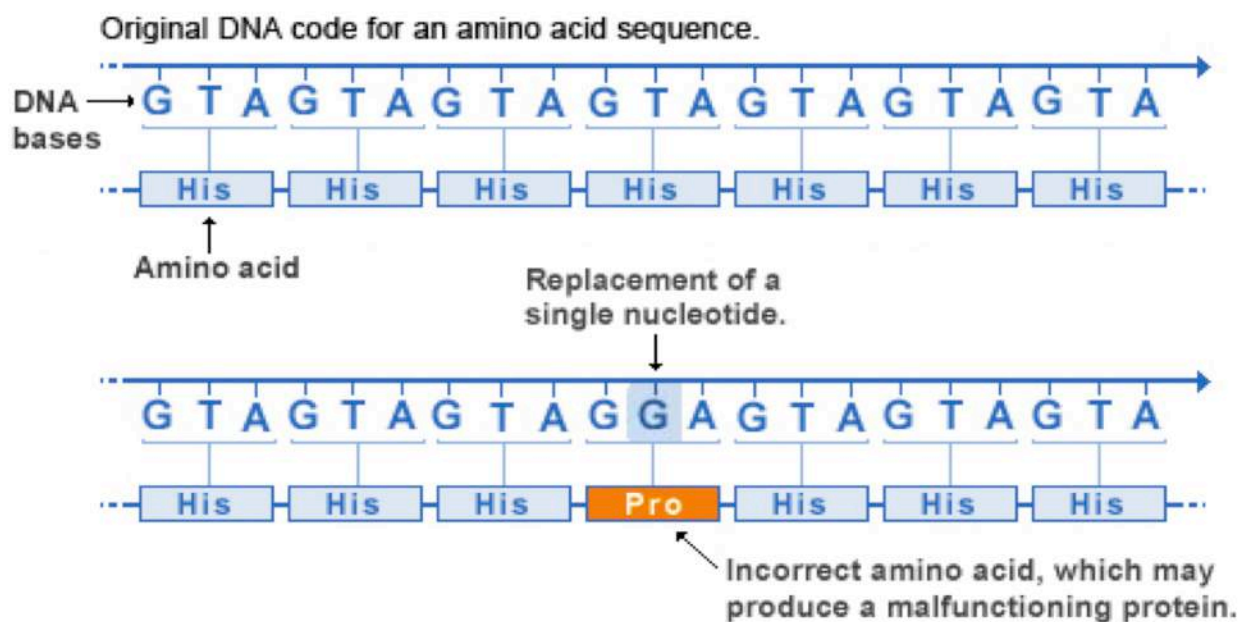 Original DNA code for an amino acid sequence.
DNA
bases
G T A G T A G T A G T A G T A G T A G T A
His His His His His His His
Amino acid
Replacement of a
single nucleotide.
G T A G T A G T A G G A G T A G T A G T A
His His His Pro His His His
Incorrect amino acid, which may
produce a malfunctioning protein.